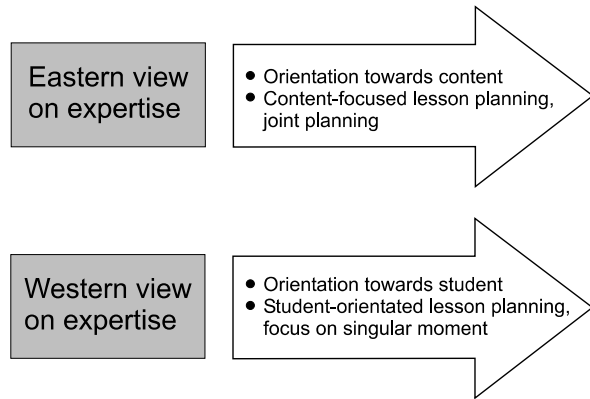 Eastern view
on expertise
● Orientation towards content
● Content-focused lesson planning,
joint planning
Western view
on expertise
● Orientation towards student
● Student-orientated lesson planning,
focus on singular moment